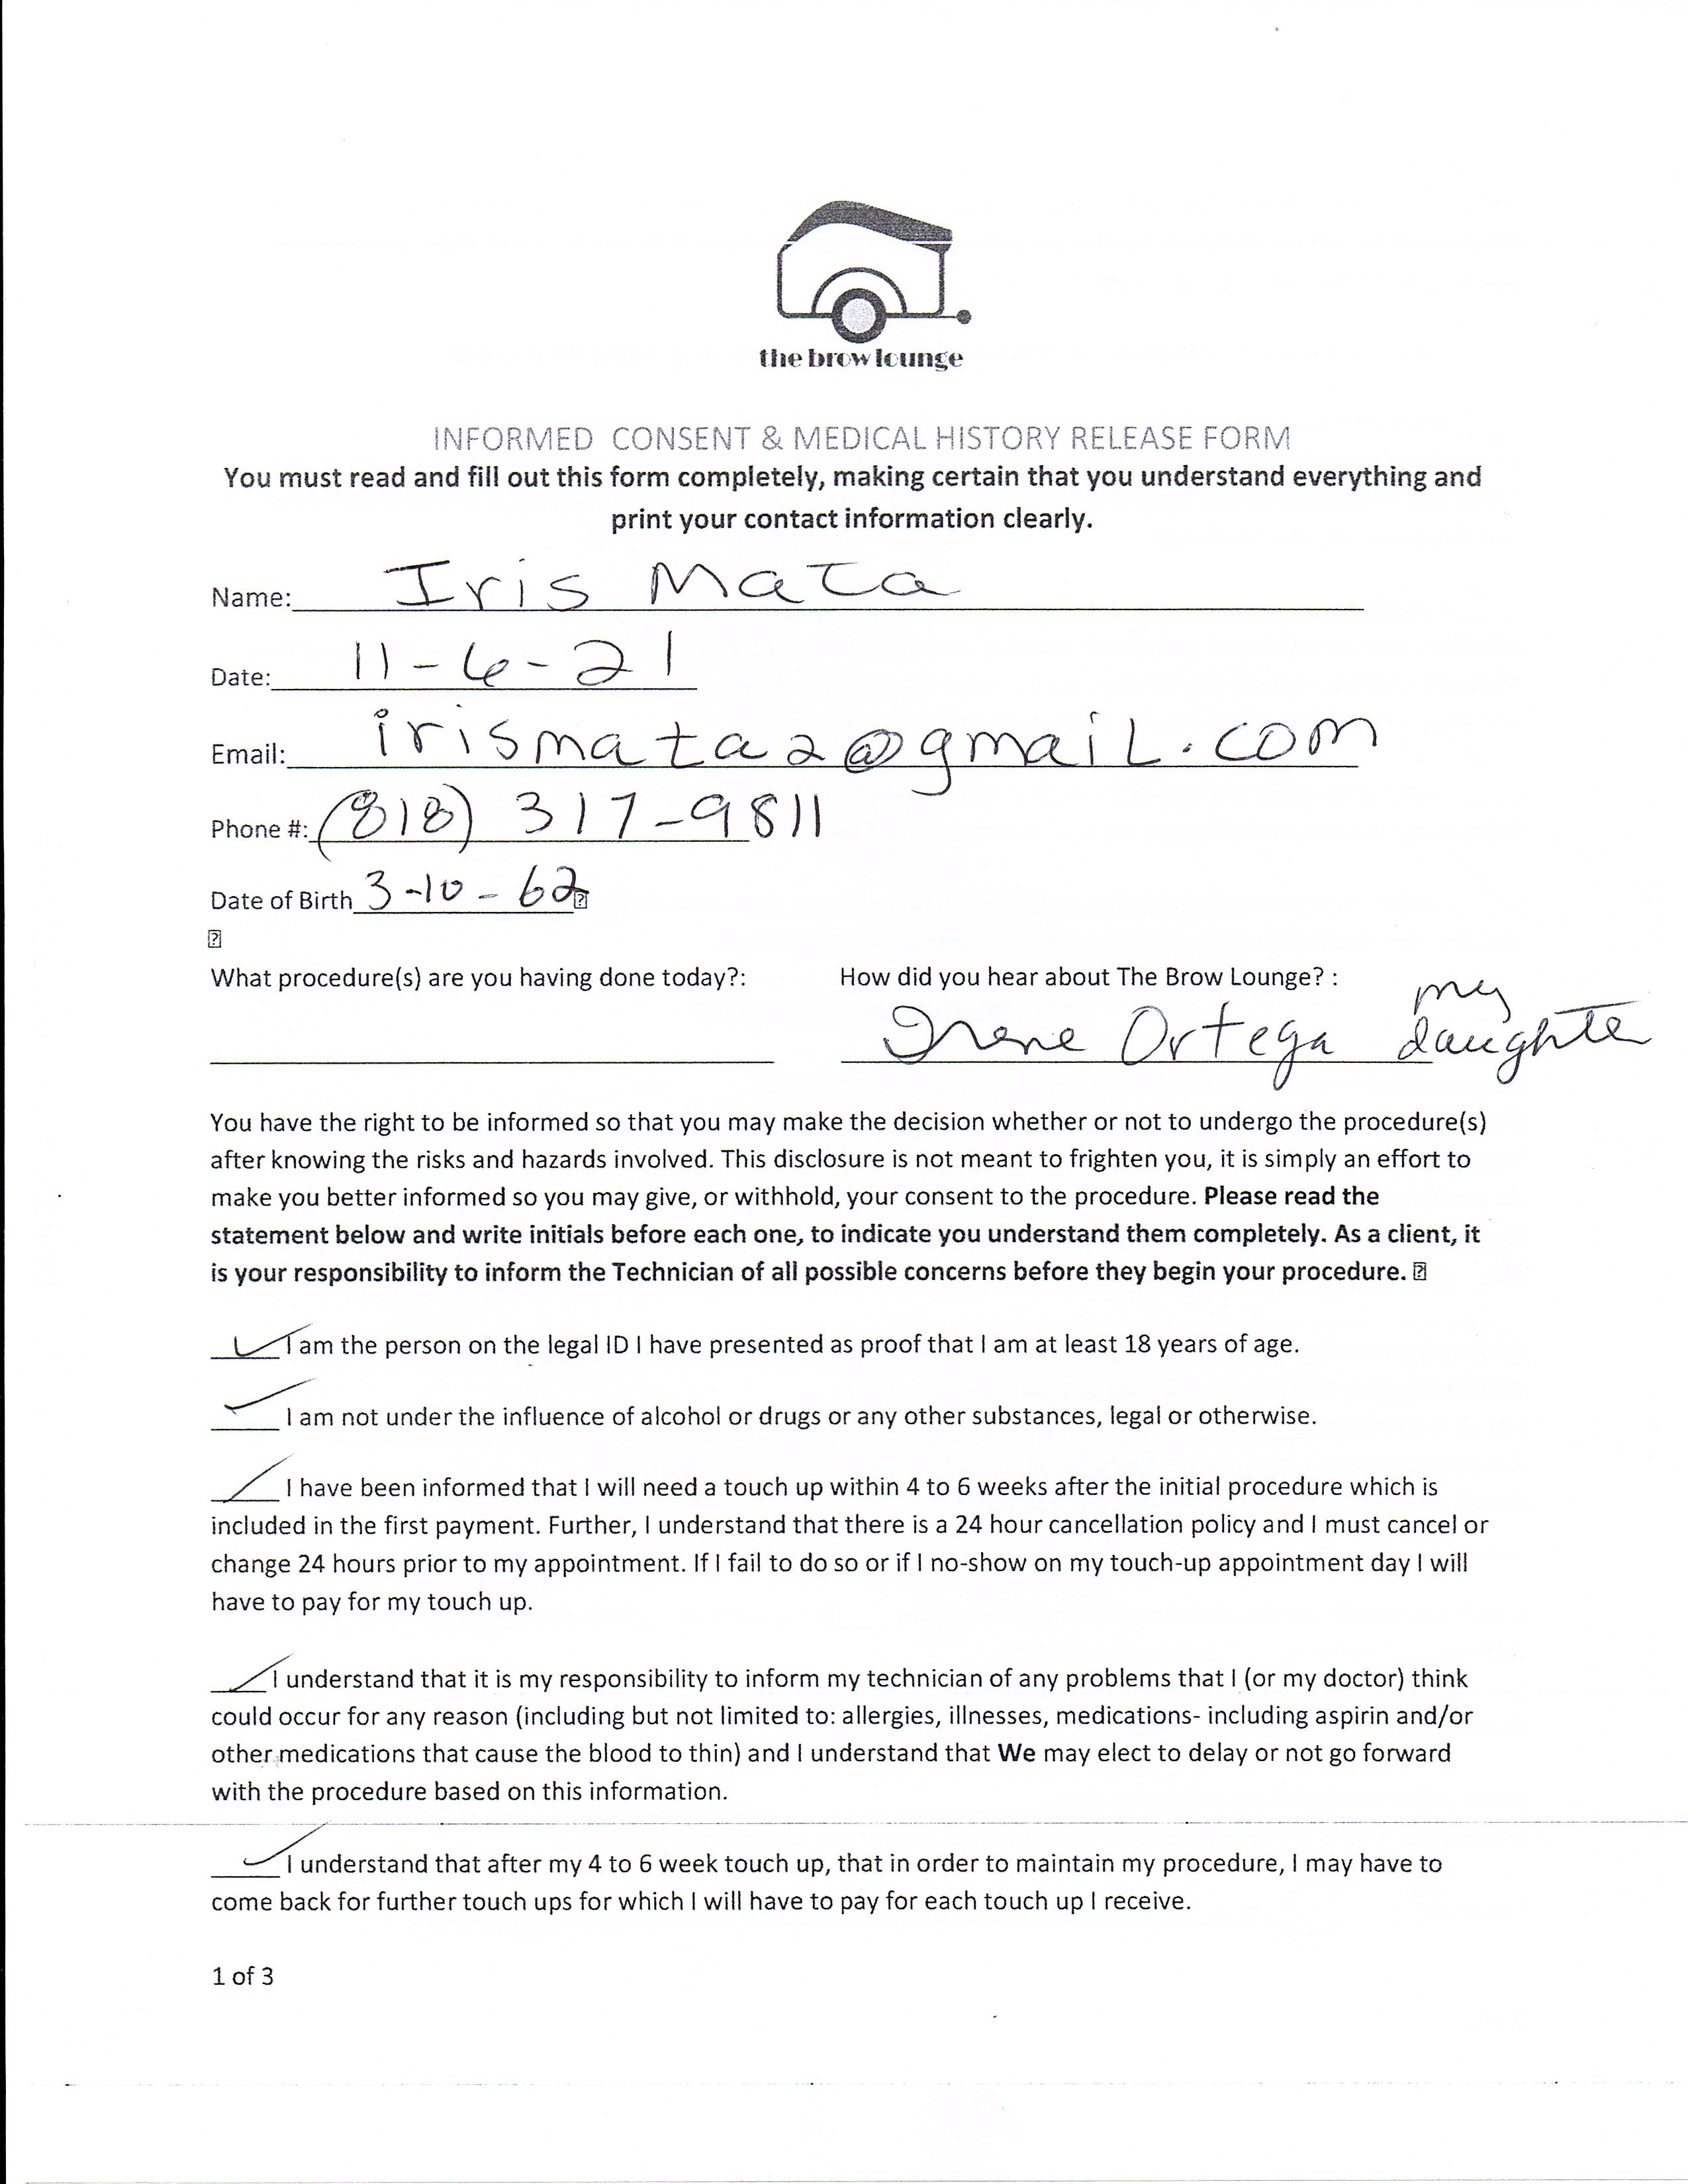 the brow lounge
INFORMED CONSENT & MEDICAL HISTORY RELEASE FORM
You must read and fill out this form completely, making certain that you understand everything and
print your contact information clearly.
Name: Iris Mata
Date: 11-6-21
Email: irismata2@gmail.com
Phone #: (818) 317-9811
Date of Birth 3-10-62
What procedure(s) are you having done today?: How did you hear about The Brow Lounge? :
Irene Ortega my daughte
You have the right to be informed so that you may make the decision whether or not to undergo the procedure(s)
after knowing the risks and hazards involved. This disclosure is not meant to frighten you, it is simply an effort to
make you better informed so you may give, or withhold, your consent to the procedure. Please read the
statement below and write initials before each one, to indicate you understand them completely. As a client, it
is your responsibility to inform the Technician of all possible concerns before they begin your procedure.
I am the person on the legal ID I have presented as proof that I am at least 18 years of age.
I am not under the influence of alcohol or drugs or any other substances, legal or otherwise.
I have been informed that I will need a touch up within 4 to 6 weeks after the initial procedure which is
included in the first payment. Further, I understand that there is a 24 hour cancellation policy and I must cancel or
change 24 hours prior to my appointment. If I fail to do so or if I no-show on my touch-up appointment day I will
have to pay for my touch up.
I understand that it is my responsibility to inform my technician of any problems that I (or my doctor) think
could occur for any reason (including but not limited to: allergies, illnesses, medications- including aspirin and/or
other medications that cause the blood to thin) and I understand that We may elect to delay or not go forward
with the procedure based on this information.
I understand that after my 4 to 6 week touch up, that in order to maintain my procedure, I may have to
come back for further touch ups for which I will have to pay for each touch up I receive.
1 of 3